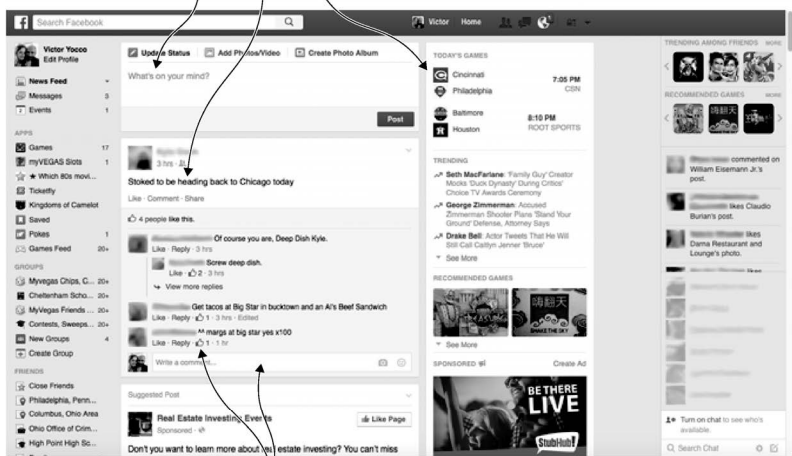 f Search Facebook
Victor Home
Victor Yocco
Edit Profile
News Feed
Messages 3
Events 1
APPS
Games 17
myVEGAS Slots 1
★ Which 80s movi...
Ticketfly
Kingdoms of Camelot
Saved
Pokes 1
Games Feed 20+
GROUPS
Myvegas Chips, C... 20+
Cheltenham Scho... 20+
MyVegas Friends ... 20+
Contests, Sweeps... 20+
New Groups 4
Create Group
FRIENDS
Close Friends
Philadelphia, Penn...
Columbus, Ohio Area
Ohio Office of Crim...
High Point High Sc...
Update Status Add Photos/Video Create Photo Album
What's on your mind?
Post
3 hrs
Stoked to be heading back to Chicago today
Like · Comment · Share
4 people like this.
Of course you are, Deep Dish Kyle.
Like · Reply · 3 hrs
Screw deep dish.
Like · 2 · 3 hrs
View more replies
Get tacos at Big Star in bucktown and an Al's Beef Sandwich
Like · Reply · 1 · 3 hrs · Edited
^^ margs at big star yes x100
Like · Reply · 1 · 1 hr
Write a comment...
Suggested Post
Real Estate Investing Events
Sponsored
Like Page
Don't you want to learn more about real estate investing? You can't miss
TODAY'S GAMES
Cincinnati
Philadelphia
7:05 PM
CSN
Baltimore
Houston
8:10 PM
ROOT SPORTS
TRENDING
Seth MacFarlane: 'Family Guy' Creator
Mocks 'Duck Dynasty' During Critics'
Choice TV Awards Ceremony
George Zimmerman: Accused
Zimmerman Shooter Plans 'Stand Your
Ground' Defense, Attorney Says
Drake Bell: Actor Tweets That He Will
Still Call Caitlyn Jenner 'Bruce'
See More
RECOMMENDED GAMES
嗨翻天
SHAKE THE SKY
See More
SPONSORED Create Ad
BE THERE
LIVE
StubHub!
TRENDING AMONG FRIENDS MORE
RECOMMENDED GAMES MORE
嗨翻天
commented on
William Eisemann Jr.'s
post.
likes Claudio
Burian's post.
likes
Darna Restaurant and
Lounge's photo.
likes
Turn on chat to see who's
available.
Search Chat